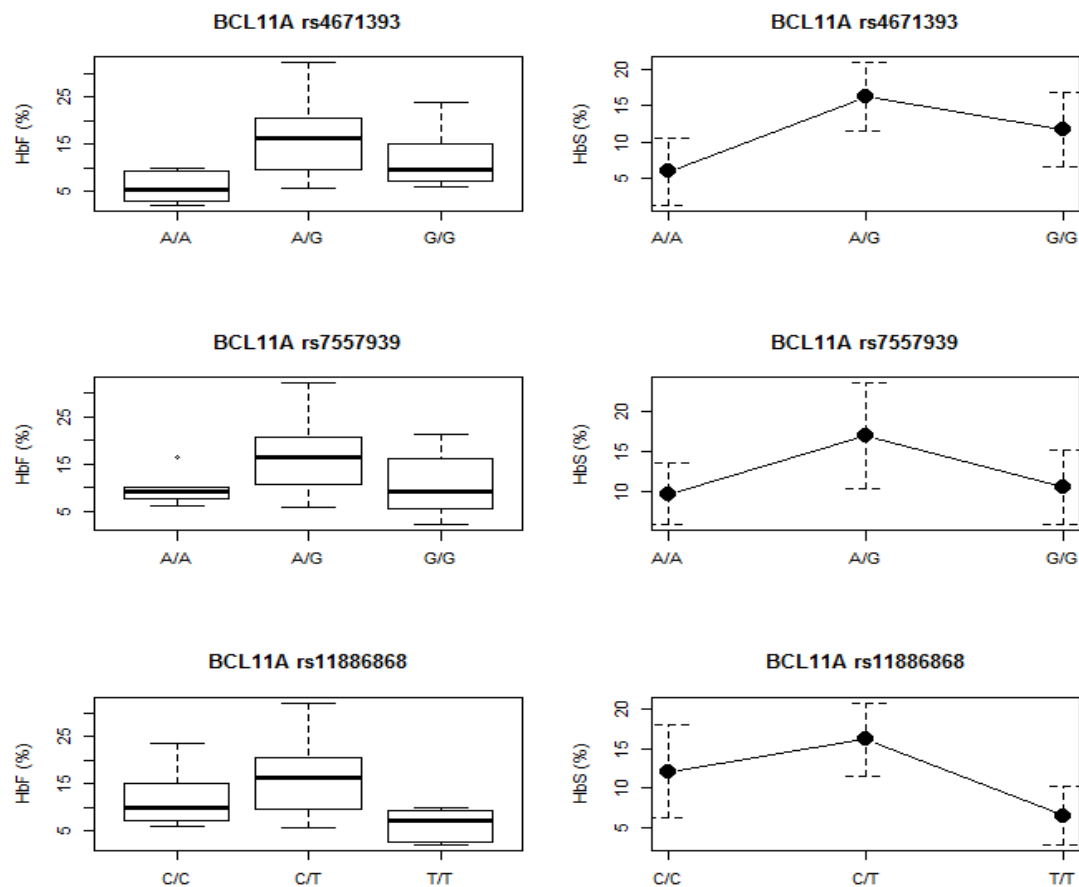 BCL11A rs4671393
HbF (%)
25
15
5
A/A A/G G/G
BCL11A rs4671393
HbS (%)
20
15
10
5
A/A A/G G/G
BCL11A rs7557939
HbF (%)
25
15
5
A/A A/G G/G
BCL11A rs7557939
HbS (%)
20
15
10
A/A A/G G/G
BCL11A rs11886868
HbF (%)
25
15
5
C/C C/T T/T
BCL11A rs11886868
HbS (%)
20
15
10
5
C/C C/T T/T